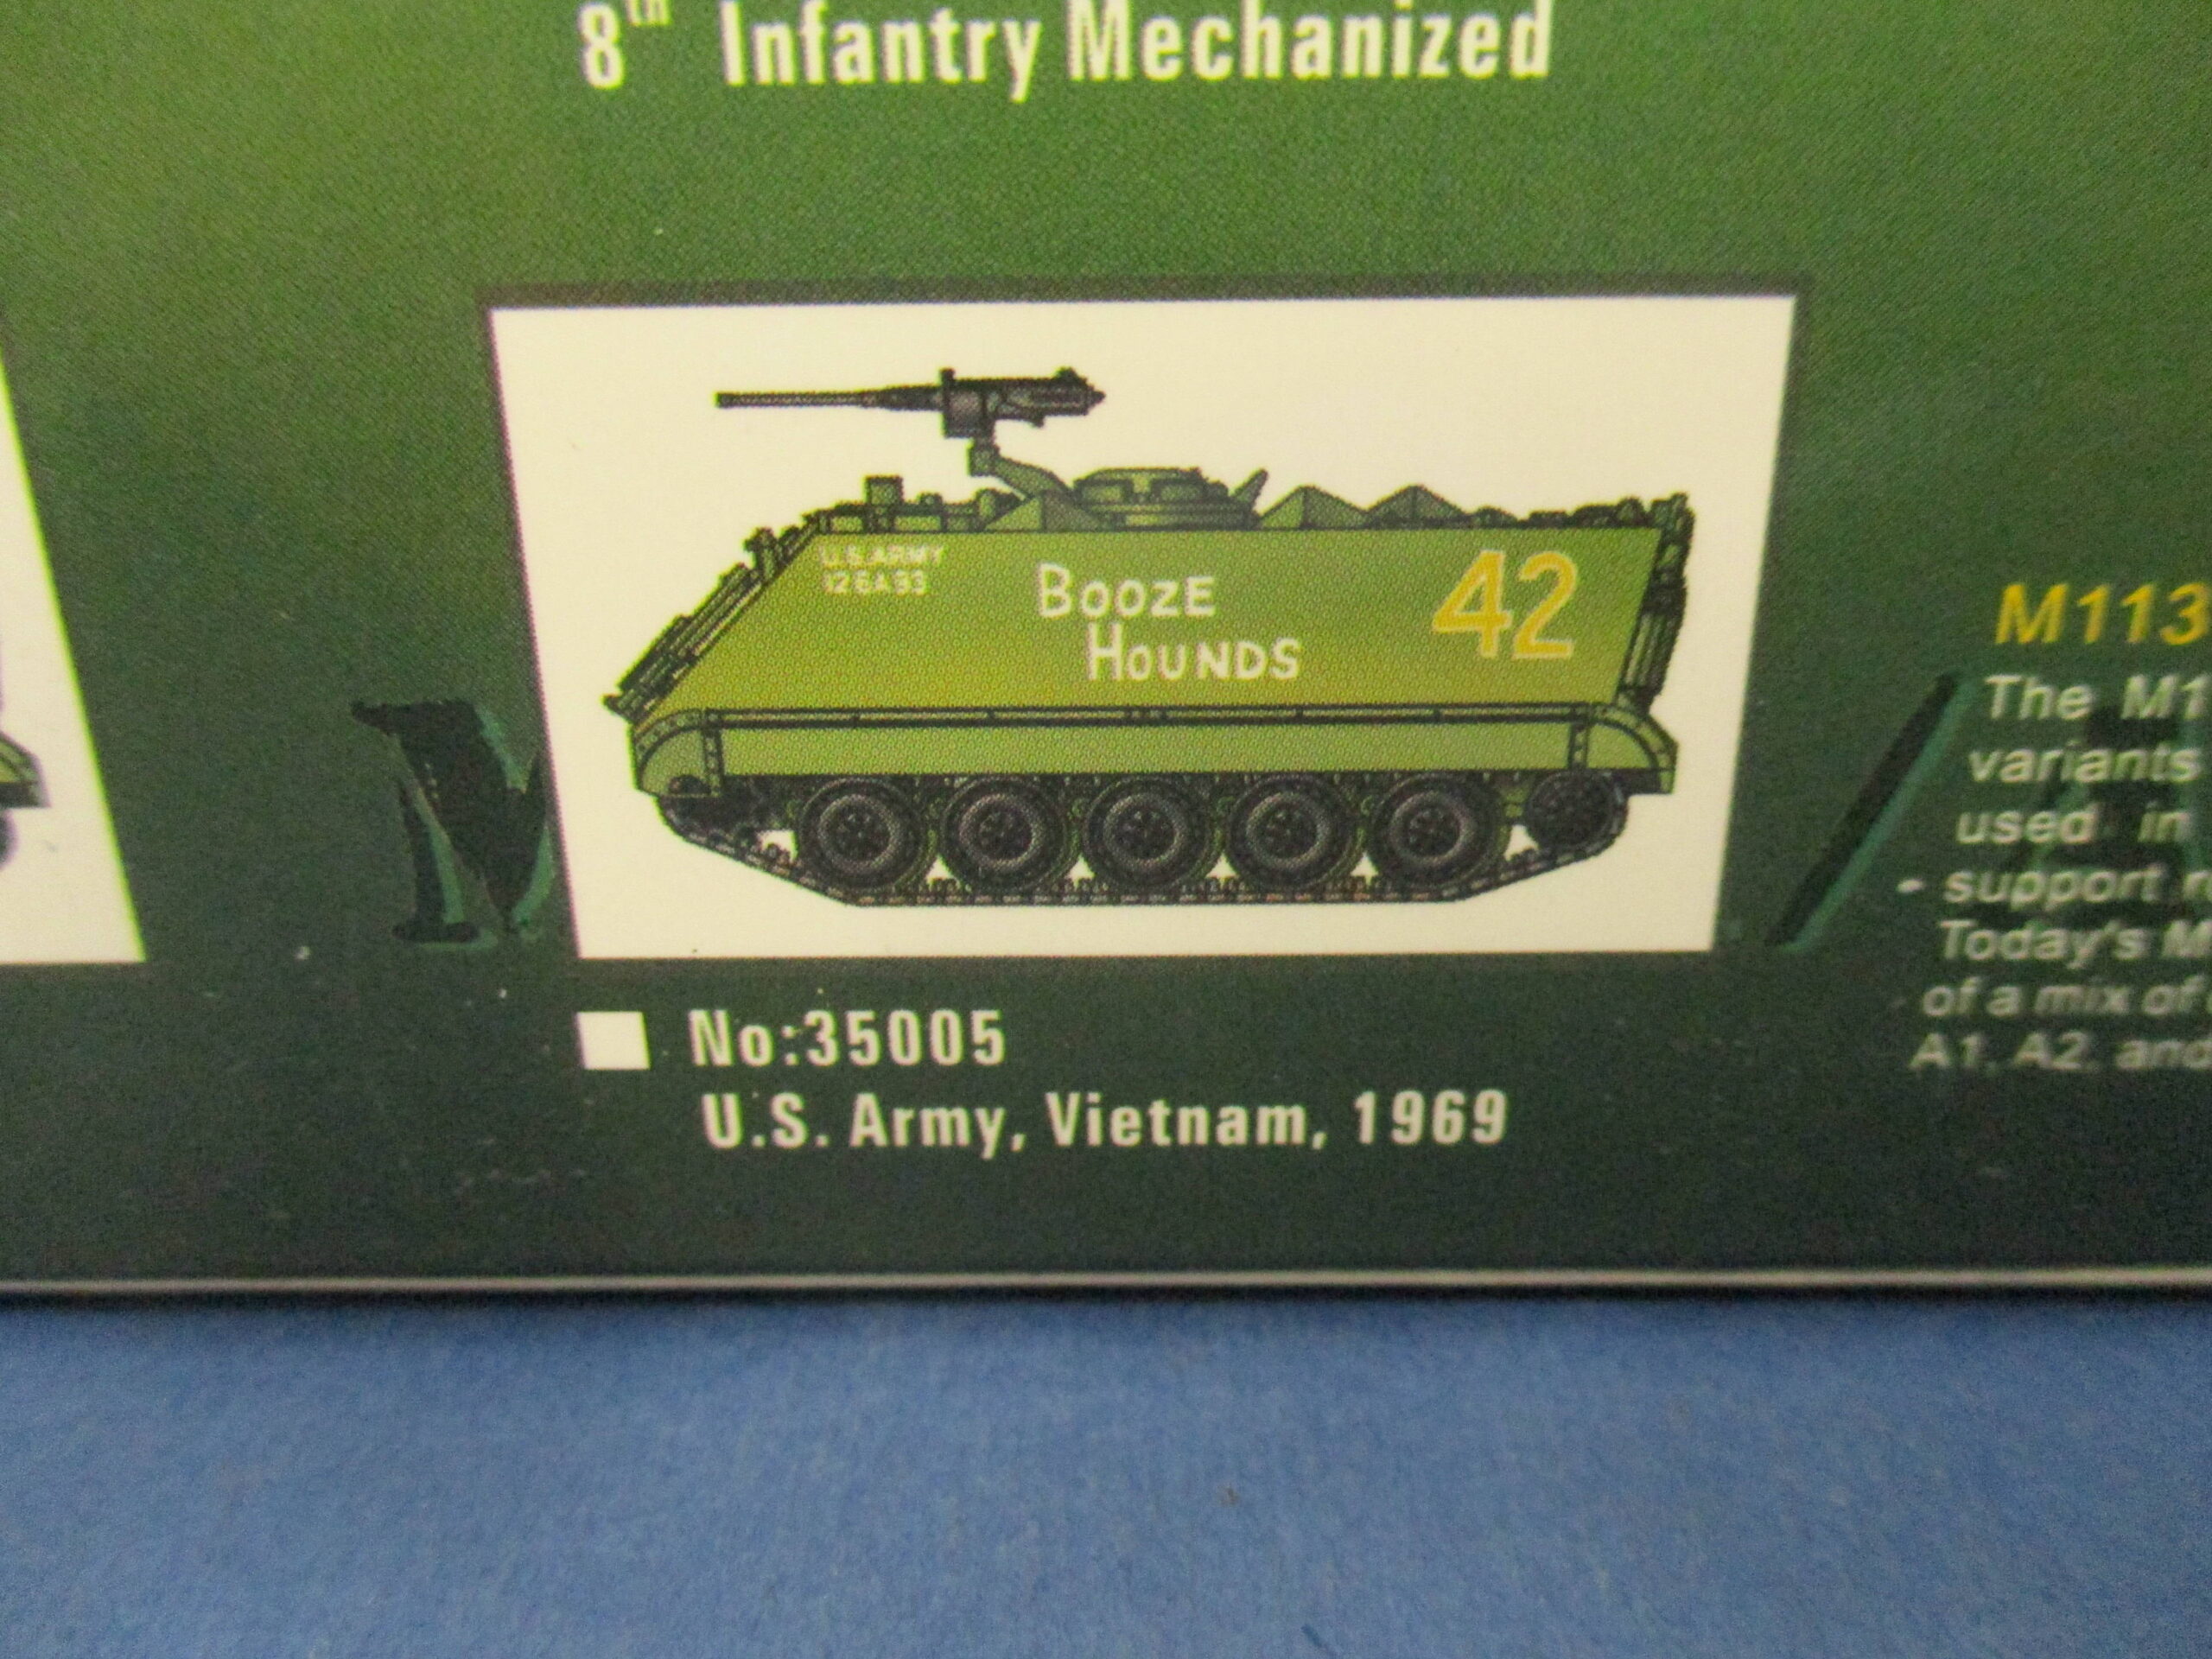 8th Infantry Mechanized
U.S.ARMY
BOOZE
HOUNDS
42
No:35005
U.S. Army, Vietnam, 1969
M113
The M1
variants
used in
support
Today's M
of a mix of
A1, A2, and